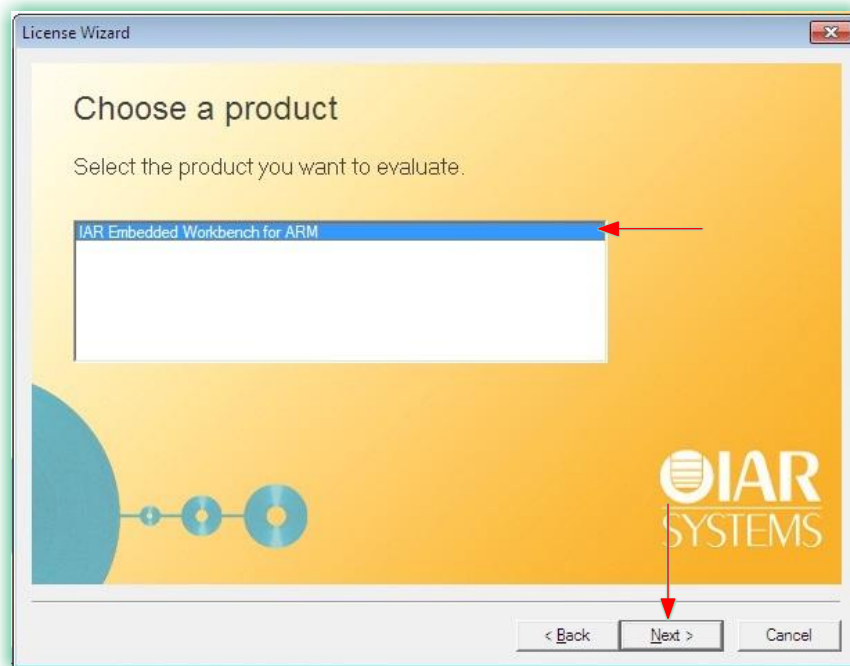 License Wizard
Choose a product
Select the product you want to evaluate.
IAR Embedded Workbench for ARM
IAR
SYSTEMS
< Back
Next >
Cancel